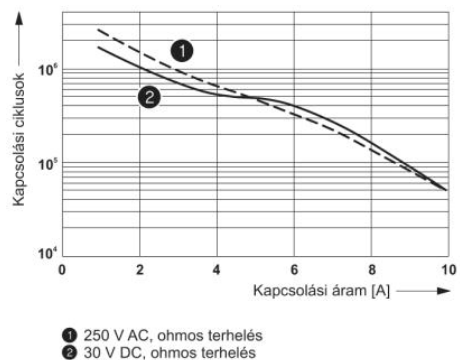 Kapcsolási ciklusok
1
2
10⁶
10⁵
10⁴
0 2 4 6 8 10
Kapcsolási áram [A]
1 250 V AC, ohmos terhelés
2 30 V DC, ohmos terhelés